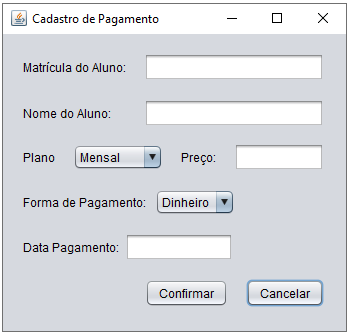 Cadastro de Pagamento
Matrícula do Aluno:
Nome do Aluno:
Plano Mensal Preço:
Forma de Pagamento: Dinheiro
Data Pagamento:
Confirmar Cancelar